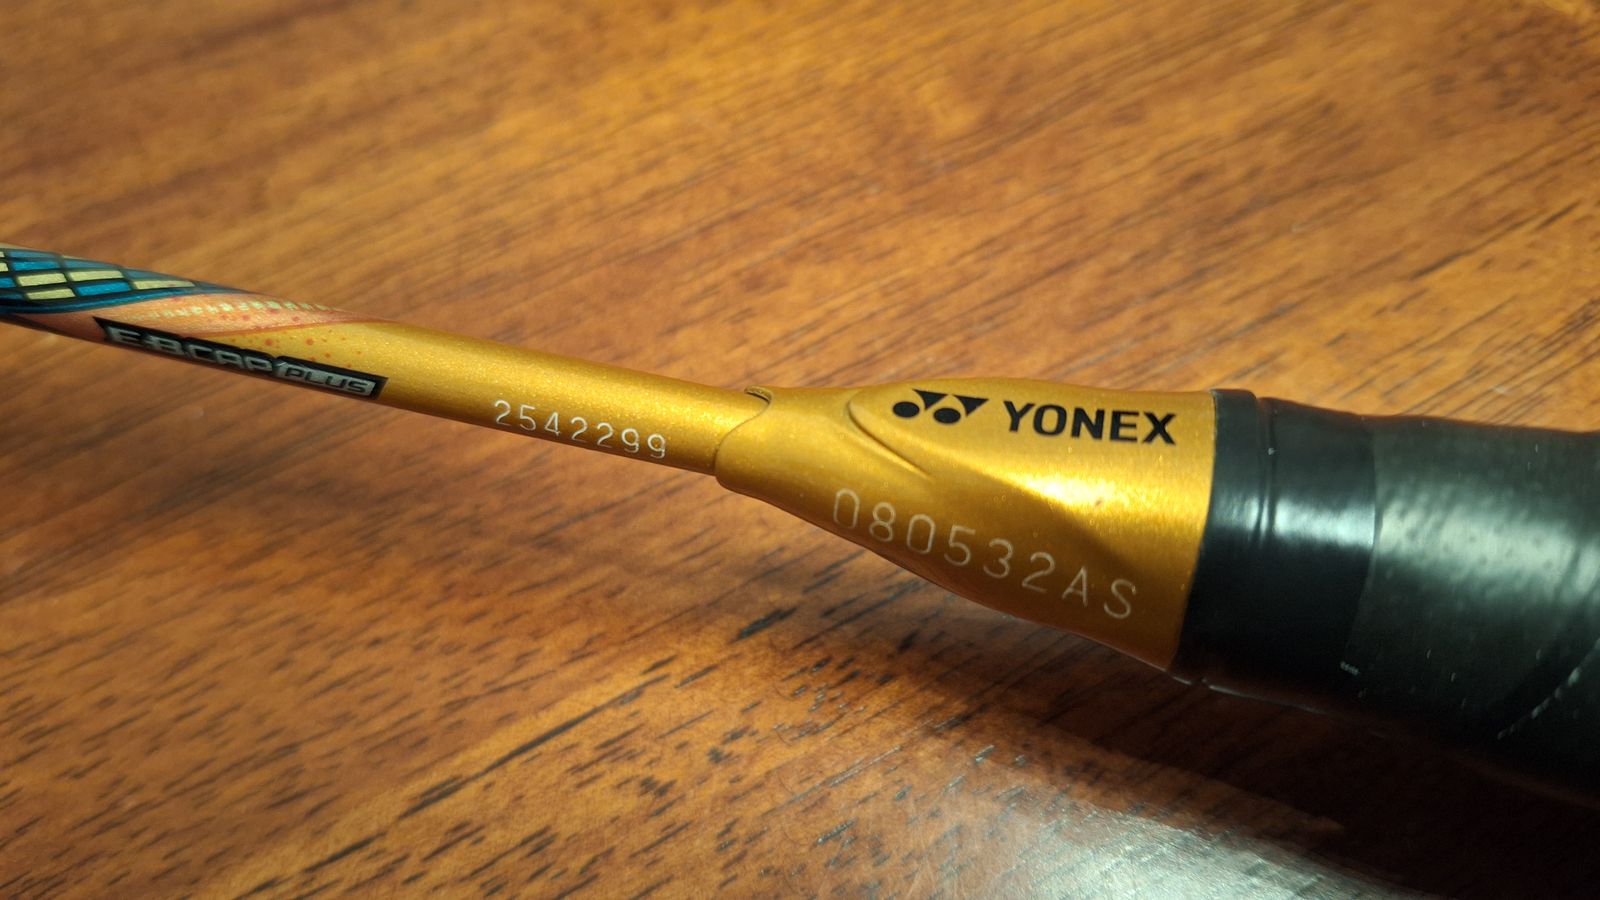 E·B CAP PLUS
2542299
YONEX
080532AS